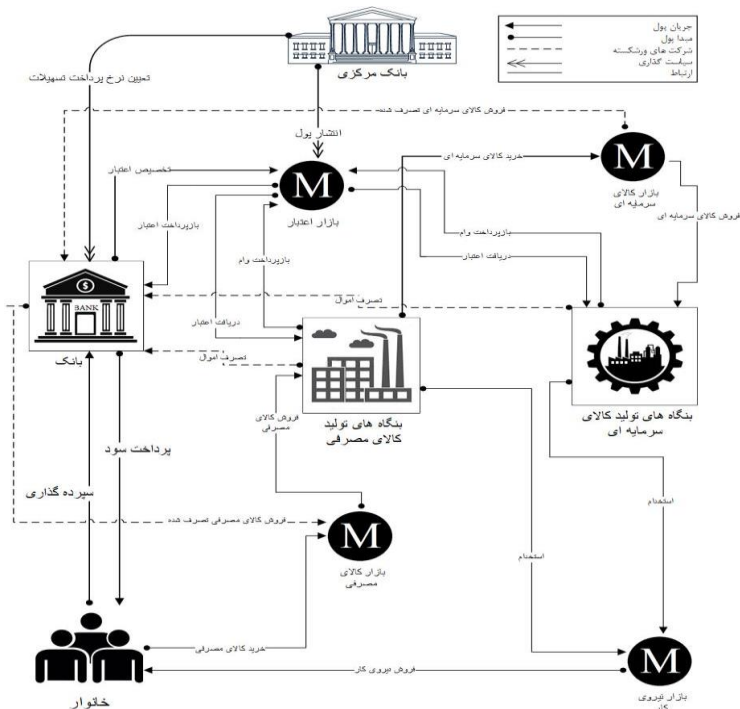 جریان پول
مبدا پول
شرکت های ورشکسته
سیاست گذاری
ارتباط
بانک مرکزی
تعیین نرخ پرداخت تسهیلات
فروش کالای سرمایه ای تصرف شده
انتشار پول
خرید کالای سرمایه ای
M
بازار کالای
سرمایه ای
تخصیص اعتبار
M
بازار اعتبار
فروش کالای سرمایه ای
بازپرداخت اعتبار
بازپرداخت وام
بازپرداخت وام
دریافت اعتبار
$
BANK
بانک
تصرف اموال
دریافت اعتبار
تصرف اموال
بنگاه های تولید
کالای مصرفی
بنگاه های تولید کالای
سرمایه ای
فروش کالای
مصرفی
پرداخت سود
سپرده گذاری
استخدام
فروش کالای مصرفی تصرف شده
M
بازار کالای
مصرفی
استخدام
خرید کالای مصرفی
فروش نیروی کار
M
خانوار
بازار نیروی
کار